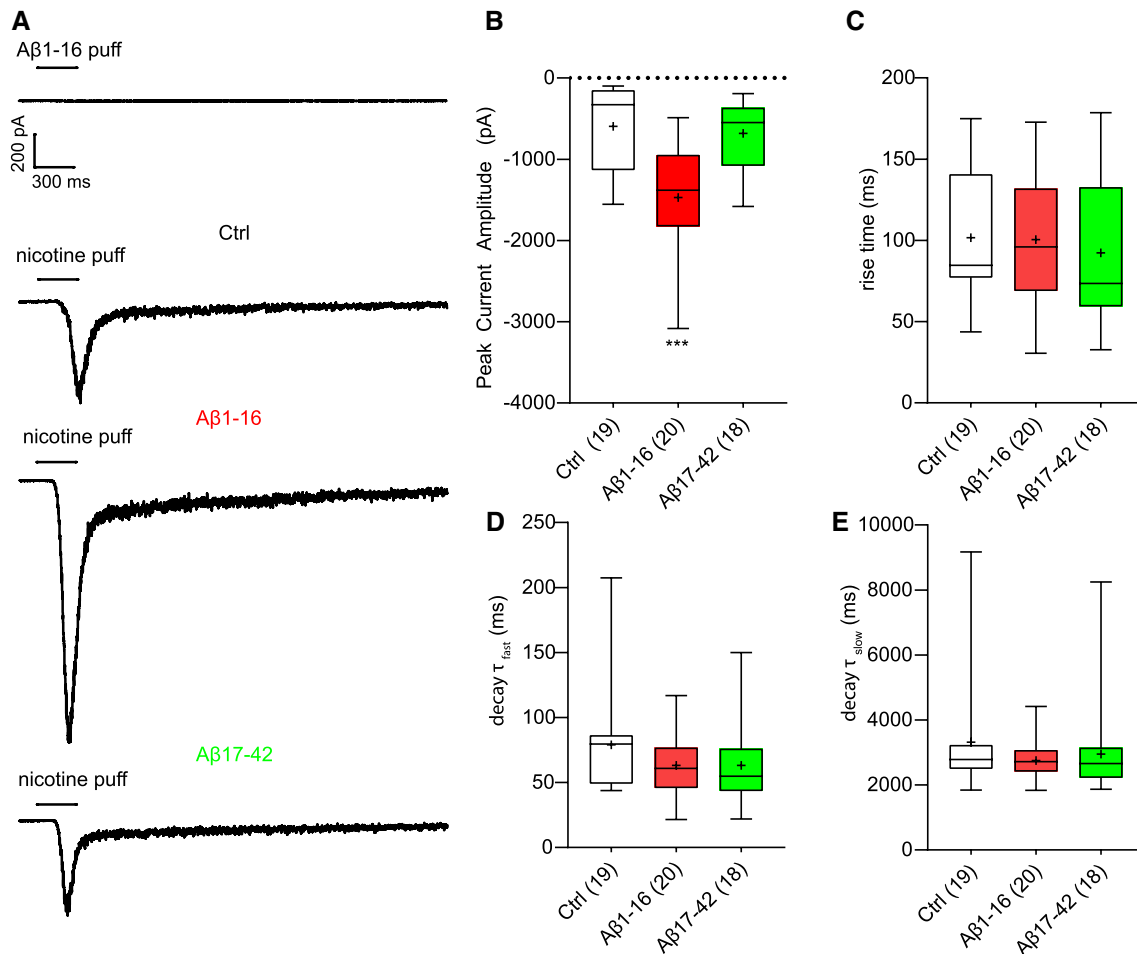 A
Aβ1-16 puff
200 pA
300 ms
Ctrl
nicotine puff
Aβ1-16
nicotine puff
Aβ17-42
nicotine puff
B
Peak Current Amplitude (pA)
0
-1000
-2000
-3000
-4000
***
Ctrl (19)
Aβ1-16 (20)
Aβ17-42 (18)
C
rise time (ms)
200
150
100
50
0
Ctrl (19)
Aβ1-16 (20)
Aβ17-42 (18)
D
decay τ fast (ms)
250
200
150
100
50
0
Ctrl (19)
Aβ1-16 (20)
Aβ17-42 (18)
E
decay τ slow (ms)
10000
8000
6000
4000
2000
0
Ctrl (19)
Aβ1-16 (20)
Aβ17-42 (18)